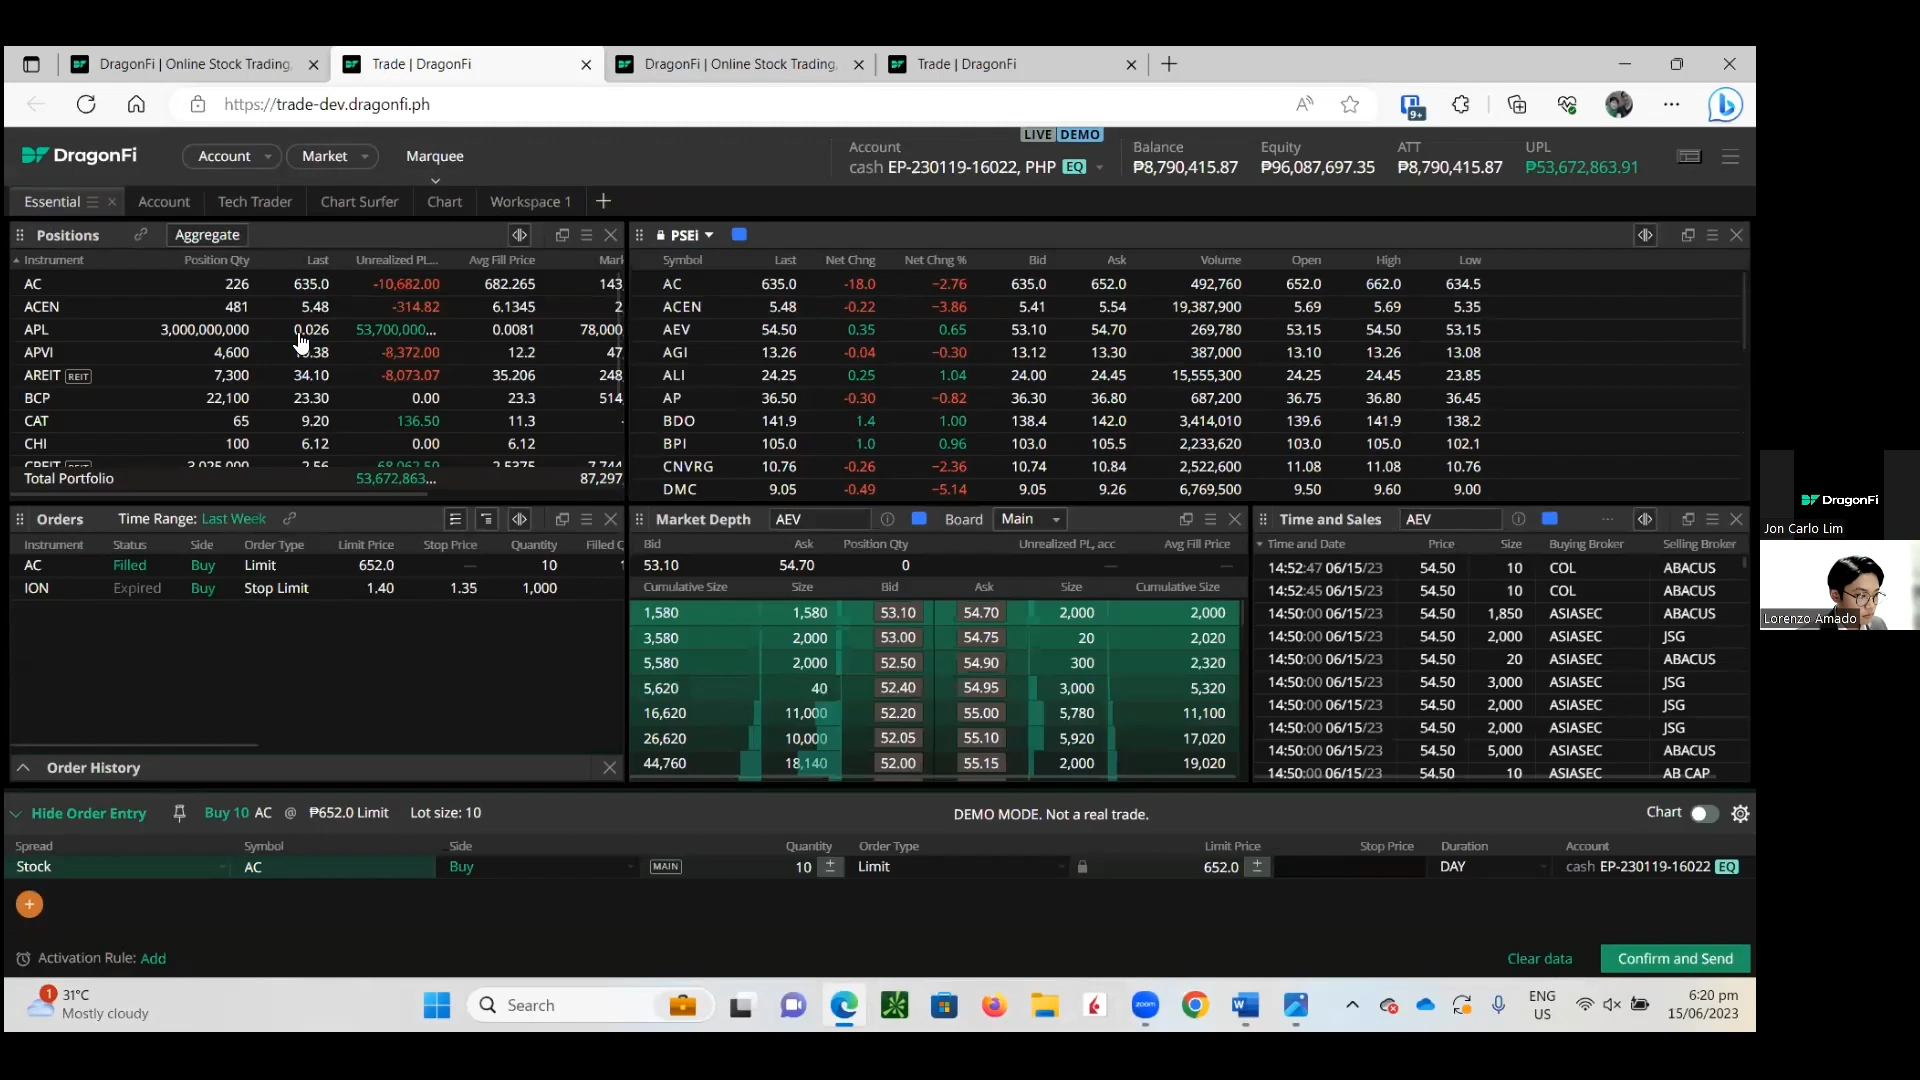 DragonFi | Online Stock Trading, Trade | DragonFi DragonFi | Online Stock Trading, Trade | DragonFi
https://trade-dev.dragonfi.ph 9+
LIVE DEMO
DragonFi Account Market Marquee
Account Balance Equity ATT UPL
cash EP-230119-16022, PHP EQ ₱8,790,415.87 ₱96,087,697.35 ₱8,790,415.87 ₱53,672,863.91
Essential Account Tech Trader Chart Surfer Chart Workspace 1
Positions Aggregate
Instrument Position Qty Last Unrealized PL... Avg Fill Price Mar
AC 226 635.0 -10,682.00 682.265 143,
ACEN 481 5.48 -314.82 6.1345 2
APL 3,000,000,000 0.026 53,700,000... 0.0081 78,000
APVI 4,600 .38 -8,372.00 12.2 47
AREIT REIT 7,300 34.10 -8,073.07 35.206 248
BCP 22,100 23.30 0.00 23.3 514
CAT 65 9.20 136.50 11.3
CHI 100 6.12 0.00 6.12
CREIT REIT 3,025,000 2.56 68,062.50 2.5375 7,744
Total Portfolio 53,672,863... 87,297
PSEi
Symbol Last Net Chng Net Chng % Bid Ask Volume Open High Low
AC 635.0 -18.0 −2.76 635.0 652.0 492,760 652.0 662.0 634.5
ACEN 5.48 -0.22 −3.86 5.41 5.54 19,387,900 5.69 5.69 5.35
AEV 54.50 0.35 0.65 53.10 54.70 269,780 53.15 54.50 53.15
AGI 13.26 -0.04 −0.30 13.12 13.30 387,000 13.10 13.26 13.08
ALI 24.25 0.25 1.04 24.00 24.45 15,555,300 24.25 24.45 23.85
AP 36.50 -0.30 −0.82 36.30 36.80 687,200 36.75 36.80 36.45
BDO 141.9 1.4 1.00 138.4 142.0 3,414,010 139.6 141.9 138.2
BPI 105.0 1.0 0.96 103.0 105.5 2,233,620 103.0 105.0 102.1
CNVRG 10.76 -0.26 −2.36 10.74 10.84 2,522,600 11.08 11.08 10.76
DMC 9.05 -0.49 −5.14 9.05 9.26 6,769,500 9.50 9.60 9.00
Orders Time Range: Last Week
Instrument Status Side Order Type Limit Price Stop Price Quantity Filled Q
AC Filled Buy Limit 652.0 — 10 1
ION Expired Buy Stop Limit 1.40 1.35 1,000
Order History
Market Depth AEV Board Main
Bid Ask Position Qty Unrealized PL, acc Avg Fill Price
53.10 54.70 0 — —
Cumulative Size Size Bid Ask Size Cumulative Size
1,580 1,580 53.10 54.70 2,000 2,000
3,580 2,000 53.00 54.75 20 2,020
5,580 2,000 52.50 54.90 300 2,320
5,620 40 52.40 54.95 3,000 5,320
16,620 11,000 52.20 55.00 5,780 11,100
26,620 10,000 52.05 55.10 5,920 17,020
44,760 18,140 52.00 55.15 2,000 19,020
Time and Sales AEV
Time and Date Price Size Buying Broker Selling Broker
14:52:47 06/15/23 54.50 10 COL ABACUS
14:52:45 06/15/23 54.50 10 COL ABACUS
14:50:00 06/15/23 54.50 1,850 ASIASEC ABACUS
14:50:00 06/15/23 54.50 2,000 ASIASEC JSG
14:50:00 06/15/23 54.50 20 ASIASEC ABACUS
14:50:00 06/15/23 54.50 3,000 ASIASEC JSG
14:50:00 06/15/23 54.50 2,000 ASIASEC JSG
14:50:00 06/15/23 54.50 2,000 ASIASEC JSG
14:50:00 06/15/23 54.50 5,000 ASIASEC ABACUS
14:50:00 06/15/23 54.50 10 ASIASEC AB CAP
Hide Order Entry Buy 10 AC @ ₱652.0 Limit Lot size: 10 DEMO MODE. Not a real trade. Chart
Spread Symbol Side Quantity Order Type Limit Price Stop Price Duration Account
Stock AC Buy MAIN 10 Limit 652.0 DAY cash EP-230119-16022 EQ
Activation Rule: Add Clear data Confirm and Send
1 31°C
Mostly cloudy
Search
zoom
ENG
US
6:20 pm
15/06/2023
DragonFi
Jon Carlo Lim
Lorenzo Amado